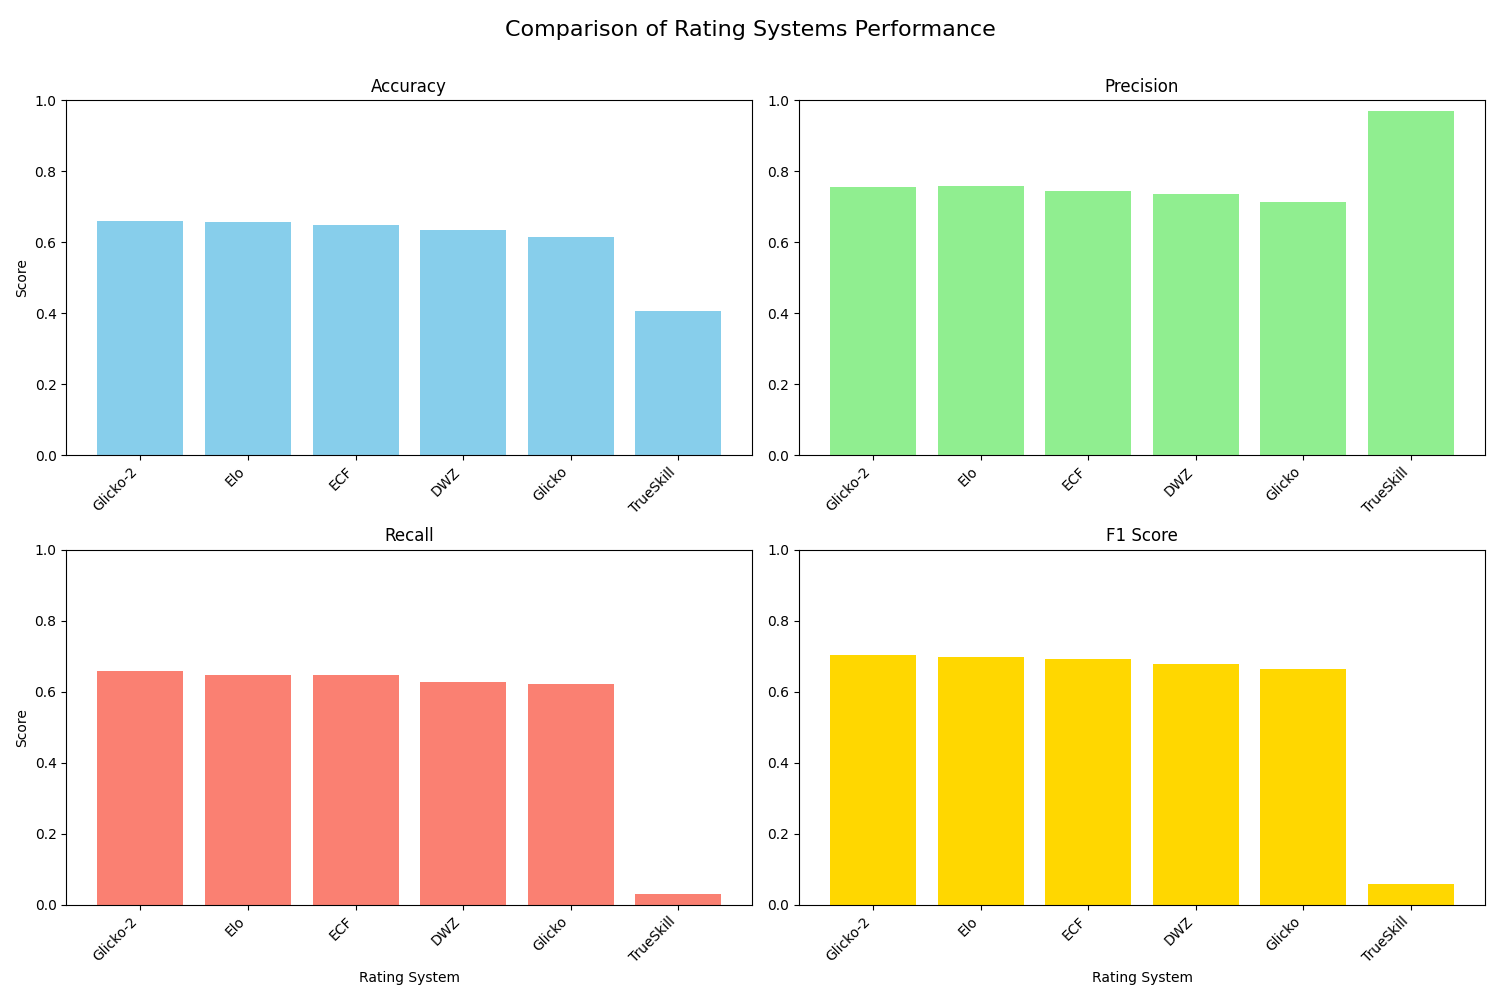 Comparison of Rating Systems Performance
Accuracy
1.0
0.8
0.6
0.4
0.2
0.0
Score
Glicko-2
Elo
ECF
DWZ
Glicko
TrueSkill
Precision
1.0
0.8
0.6
0.4
0.2
0.0
Glicko-2
Elo
ECF
DWZ
Glicko
TrueSkill
Recall
1.0
0.8
0.6
0.4
0.2
0.0
Score
Glicko-2
Elo
ECF
DWZ
Glicko
TrueSkill
Rating System
F1 Score
1.0
0.8
0.6
0.4
0.2
0.0
Glicko-2
Elo
ECF
DWZ
Glicko
TrueSkill
Rating System